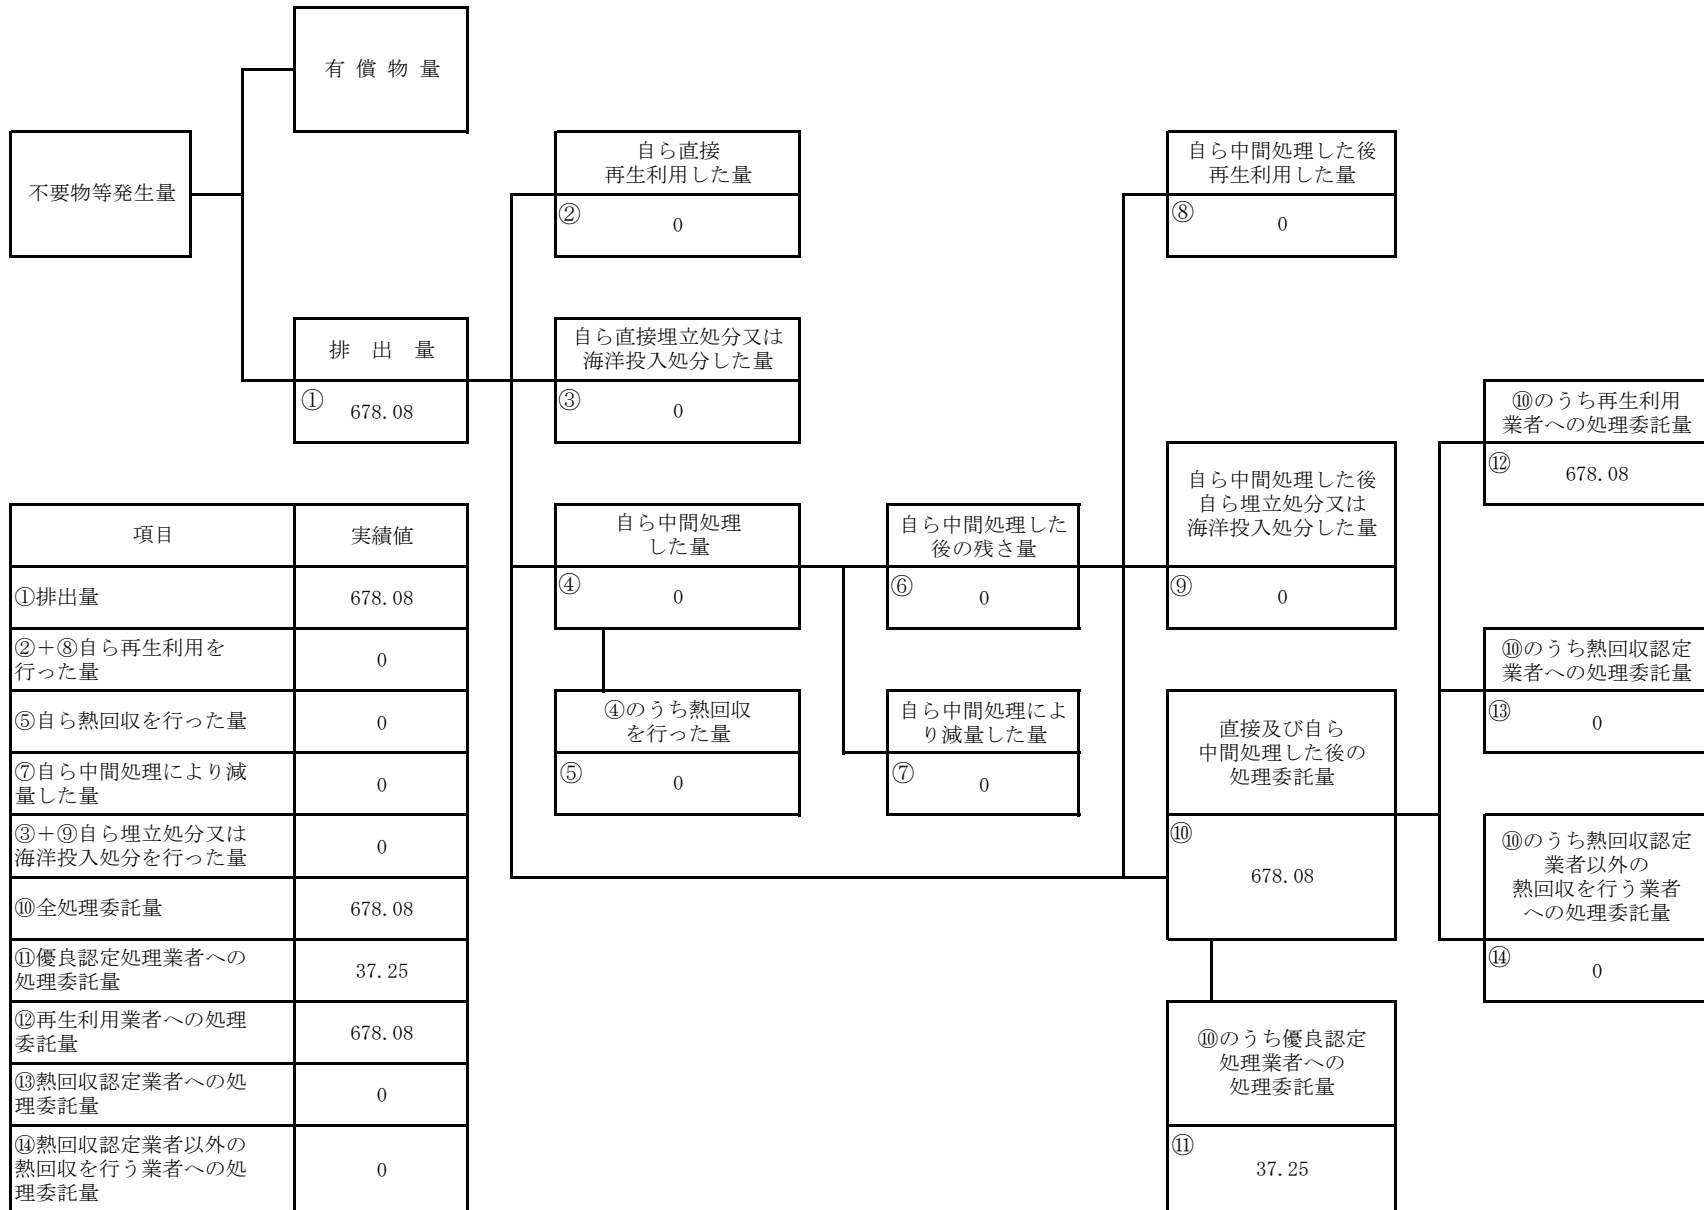 有償物量
不要物等発生量
自ら直接
再生利用した量
②
0
自ら中間処理した後
再生利用した量
⑧
0
排出量
①
678.08
自ら直接埋立処分又は
海洋投入処分した量
③
0
⑩のうち再生利用
業者への処理委託量
⑫
678.08
自ら中間処理
した量
④
0
自ら中間処理した
後の残さ量
⑥
0
自ら中間処理した後
自ら埋立処分又は
海洋投入処分した量
⑨
0
⑩のうち熱回収認定
業者への処理委託量
⑬
0
④のうち熱回収
を行った量
⑤
0
自ら中間処理によ
り減量した量
⑦
0
直接及び自ら
中間処理した後の
処理委託量
⑩
678.08
⑩のうち熱回収認定
業者以外の
熱回収を行う業者
への処理委託量
⑭
0
⑩のうち優良認定
処理業者への
処理委託量
⑪
37.25
項目 実績値
①排出量 678.08
②＋⑧自ら再生利用を
行った量
0
⑤自ら熱回収を行った量 0
⑦自ら中間処理により減
量した量
0
③＋⑨自ら埋立処分又は
海洋投入処分を行った量
0
⑩全処理委託量 678.08
⑪優良認定処理業者への
処理委託量
37.25
⑫再生利用業者への処理
委託量
678.08
⑬熱回収認定業者への処
理委託量
0
⑭熱回収認定業者以外の
熱回収を行う業者への処
理委託量
0